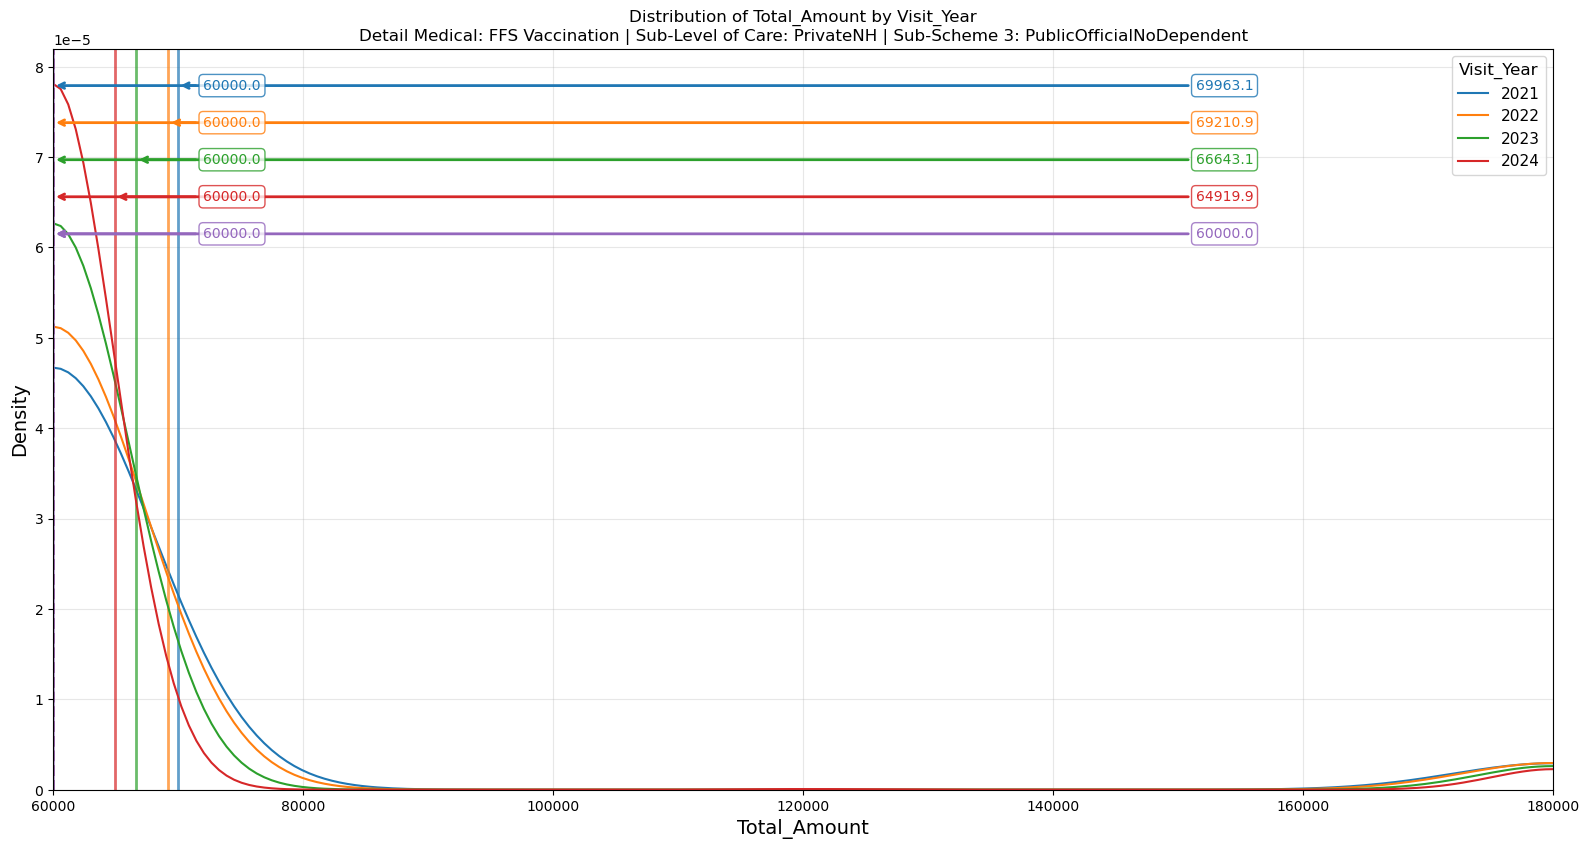 Distribution of Total_Amount by Visit_Year
Detail Medical: FFS Vaccination | Sub-Level of Care: PrivateNH | Sub-Scheme 3: PublicOfficialNoDependent
1e−5
8
7
6
5
4
3
2
1
0
Density
60000.0 69963.1
60000.0 69210.9
60000.0 66643.1
60000.0 64919.9
60000.0 60000.0
Visit_Year
2021
2022
2023
2024
60000 80000 100000 120000 140000 160000 180000
Total_Amount